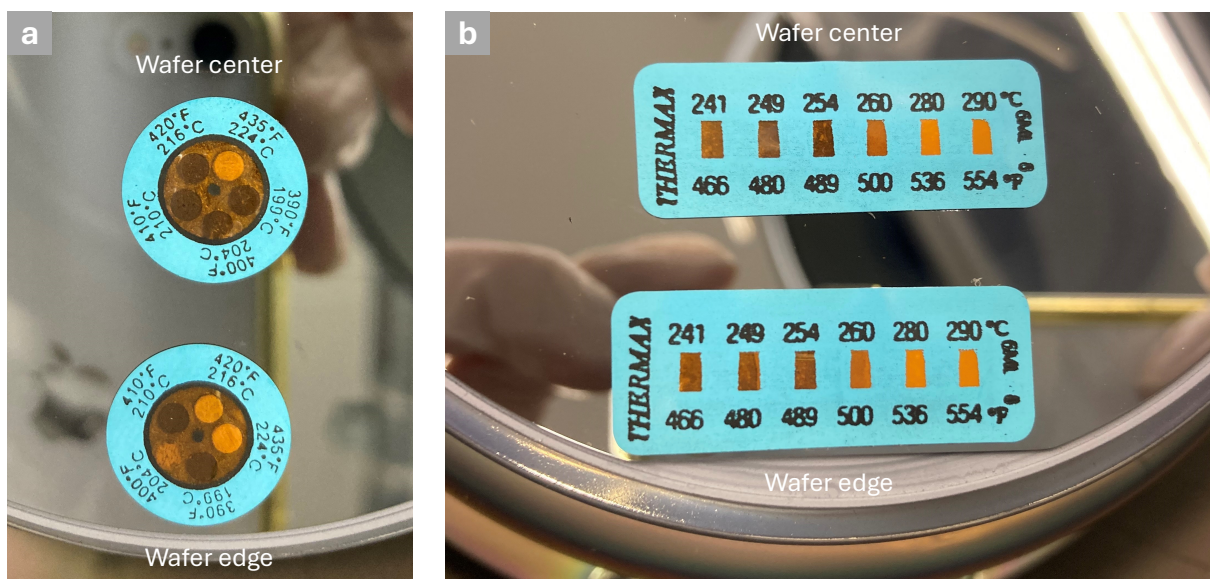 a
Wafer center
420°F
216°C
435°F
224°C
390°F
199°C
400°F
204°C
410°F
210°C
410°F
210°C
420°F
216°C
435°F
224°C
390°F
199°C
400°F
204°C
Wafer edge
b
Wafer center
THERMAX
241 249 254 260 280 290 °C
466 480 489 500 536 554 °F
THERMAX
241 249 254 260 280 290 °C
466 480 489 500 536 554 °F
Wafer edge